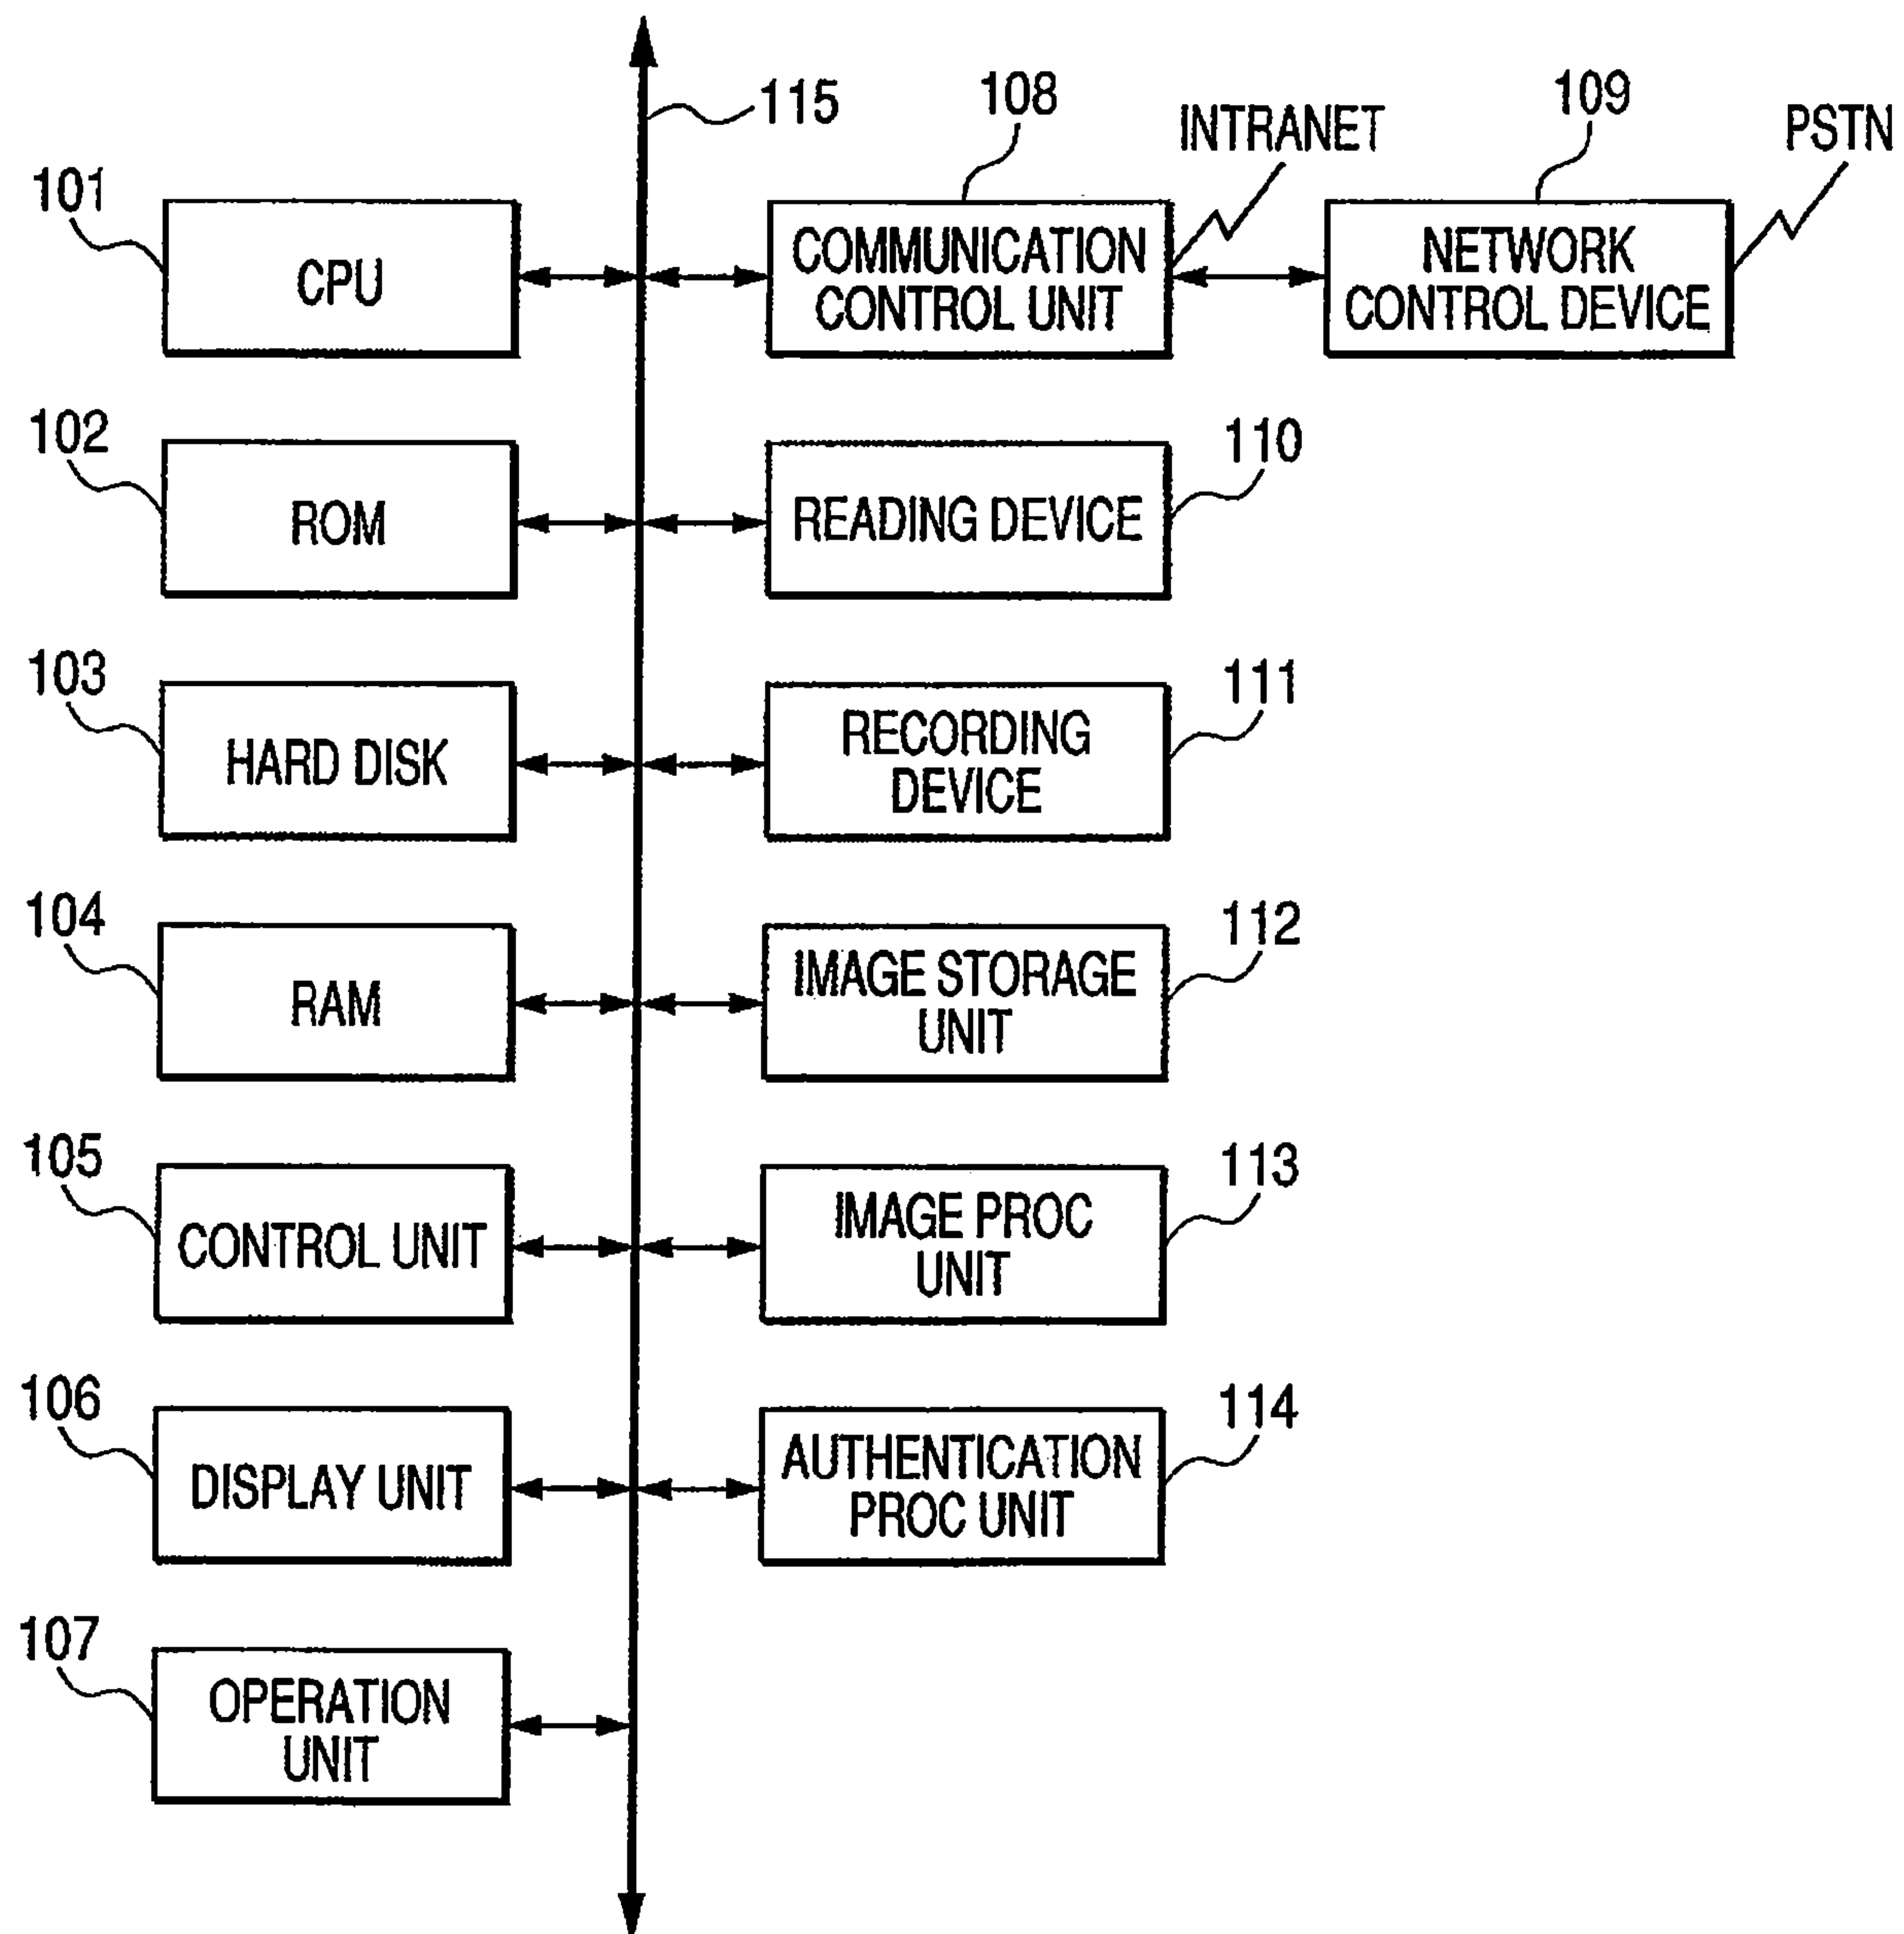 115
108
INTRANET
109
PSTN
101
CPU
COMMUNICATION
CONTROL UNIT
NETWORK
CONTROL DEVICE
102
ROM
READING DEVICE
110
103
HARD DISK
RECORDING
DEVICE
111
104
RAM
IMAGE STORAGE
UNIT
112
105
CONTROL UNIT
IMAGE PROC
UNIT
113
106
DISPLAY UNIT
AUTHENTICATION
PROC UNIT
114
107
OPERATION
UNIT